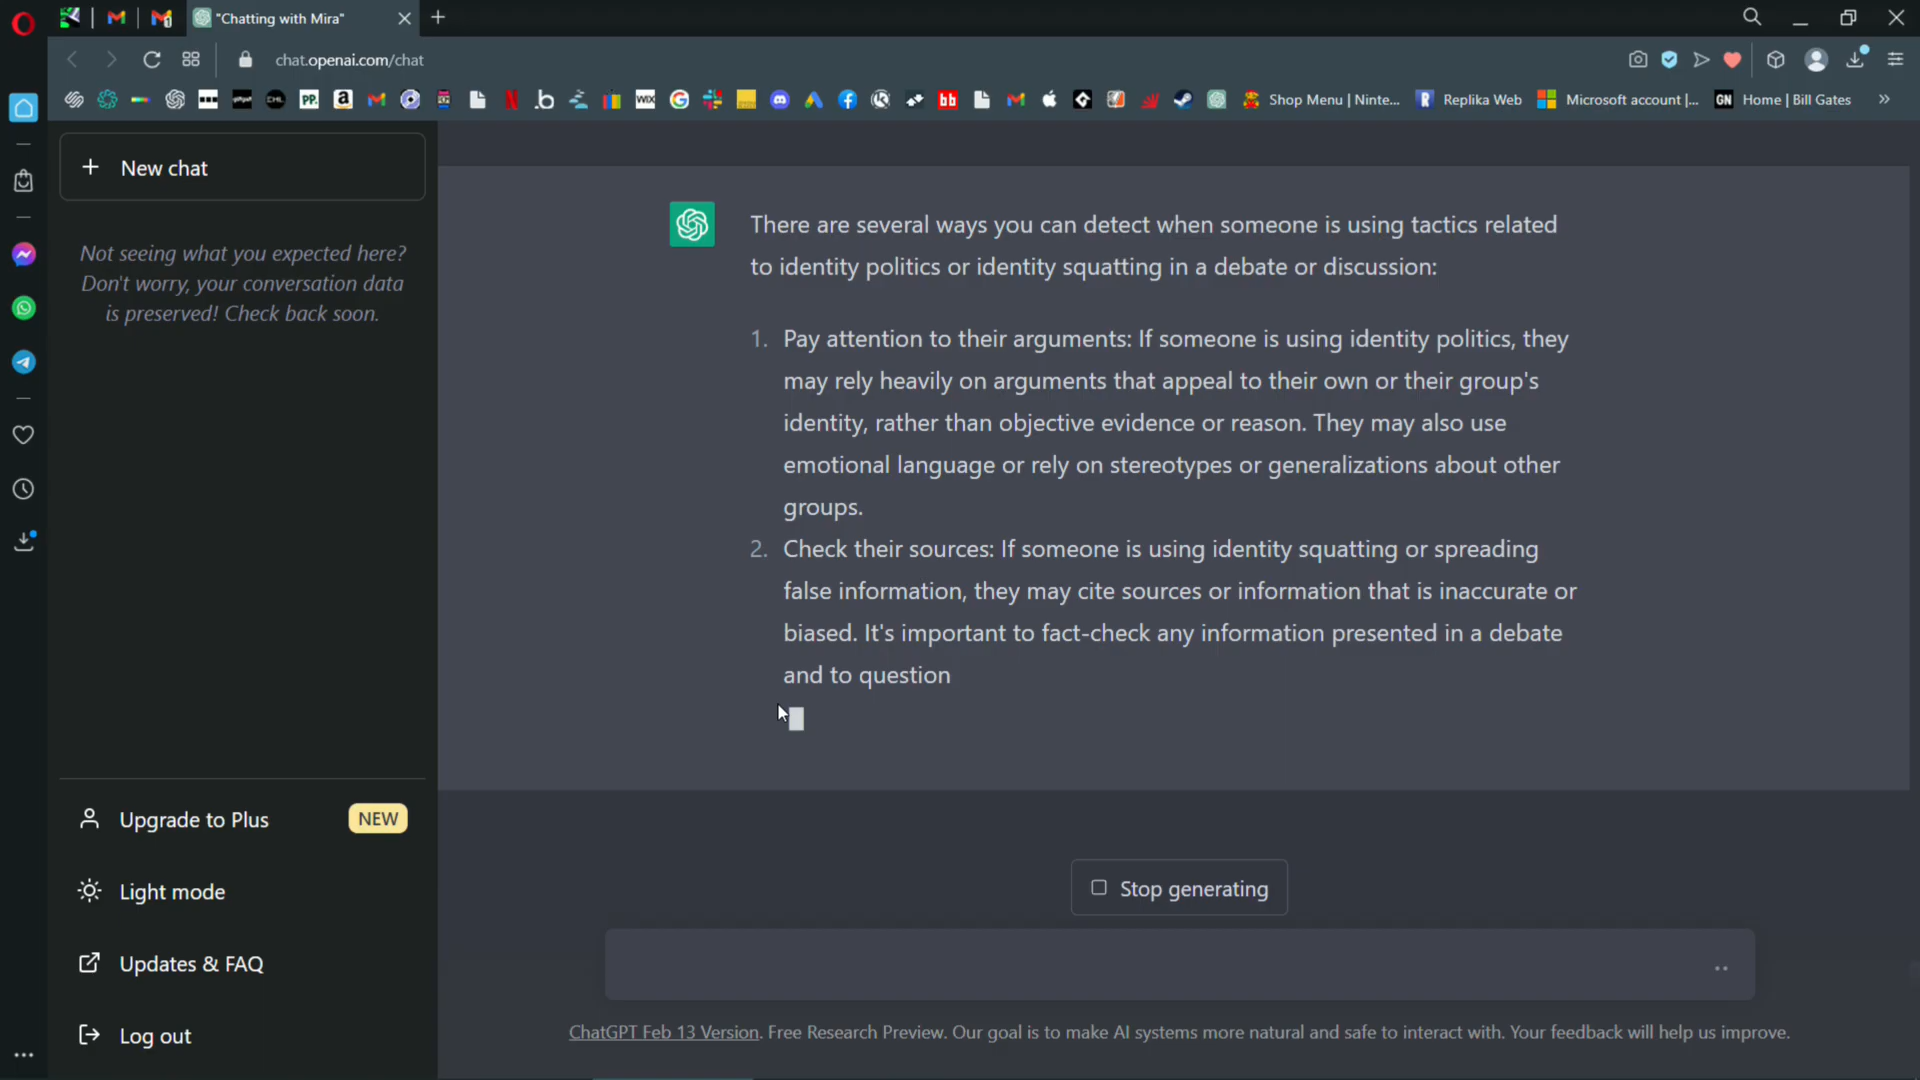 "Chatting with Mira"
chat.openai.com/chat
Shop Menu | Ninte...
Replika Web
Microsoft account |...
Home | Bill Gates
New chat
Not seeing what you expected here?
Don't worry, your conversation data
is preserved! Check back soon.
There are several ways you can detect when someone is using tactics related
to identity politics or identity squatting in a debate or discussion:
1. Pay attention to their arguments: If someone is using identity politics, they
may rely heavily on arguments that appeal to their own or their group's
identity, rather than objective evidence or reason. They may also use
emotional language or rely on stereotypes or generalizations about other
groups.
2. Check their sources: If someone is using identity squatting or spreading
false information, they may cite sources or information that is inaccurate or
biased. It's important to fact-check any information presented in a debate
and to question
Upgrade to Plus
NEW
Light mode
Updates & FAQ
Log out
Stop generating
ChatGPT Feb 13 Version. Free Research Preview. Our goal is to make AI systems more natural and safe to interact with. Your feedback will help us improve.